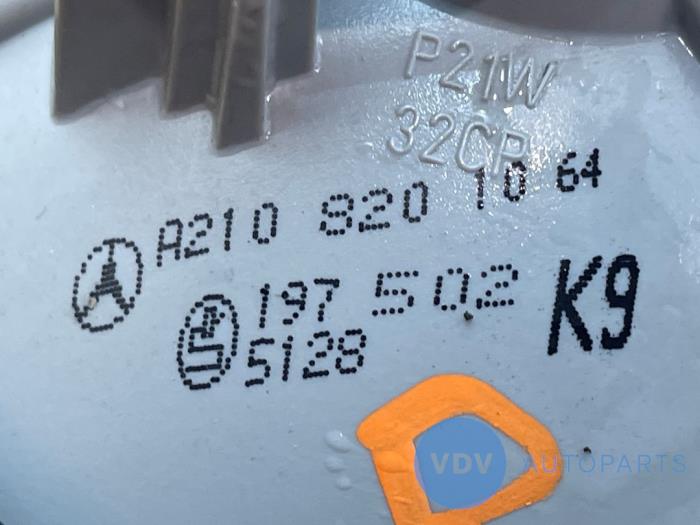 P21W
32CP
A210 820 10 64
197 502
5128
K9
VDV AUTOPARTS